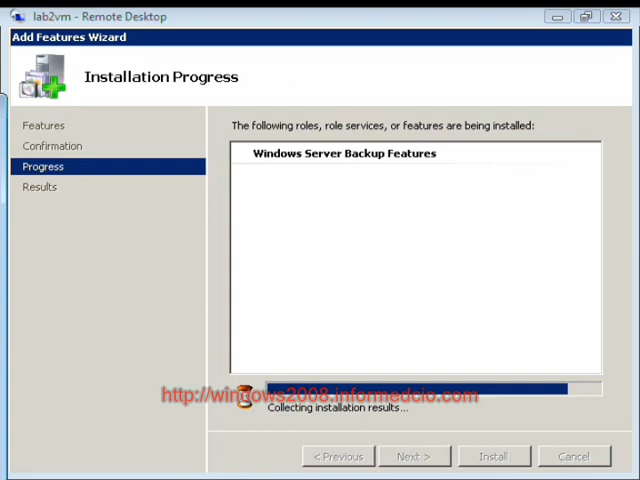 lab2vm - Remote Desktop
Add Features Wizard
Installation Progress
Features
Confirmation
Progress
Results
The following roles, role services, or features are being installed:
Windows Server Backup Features
http://windows2008.informedcio.com
Collecting installation results...
< Previous
Next >
Install
Cancel